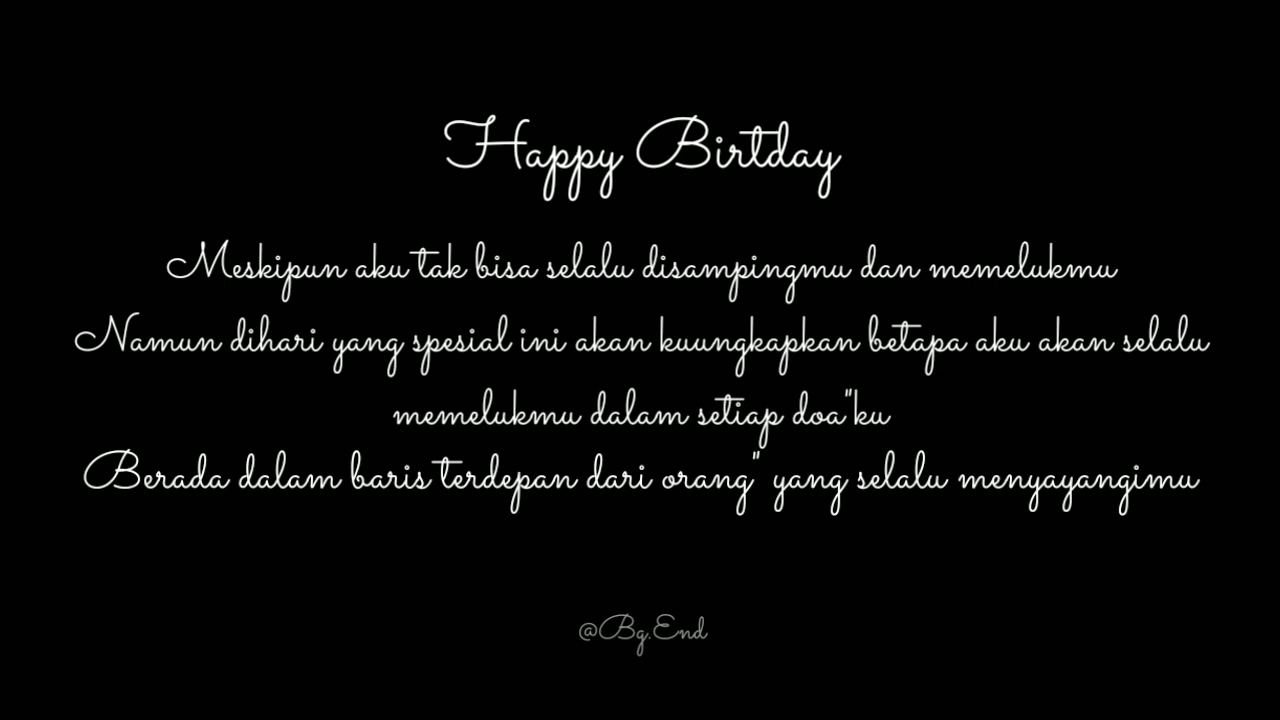 Happy Birtday
Meskipun aku tak bisa selalu disampingmu dan memelukmu
Namun dihari yang spesial ini akan kuungkapkan betapa aku akan selalu
memelukmu dalam setiap doa"ku
Berada dalam baris terdepan dari orang" yang selalu menyayangimu
@Bg.End